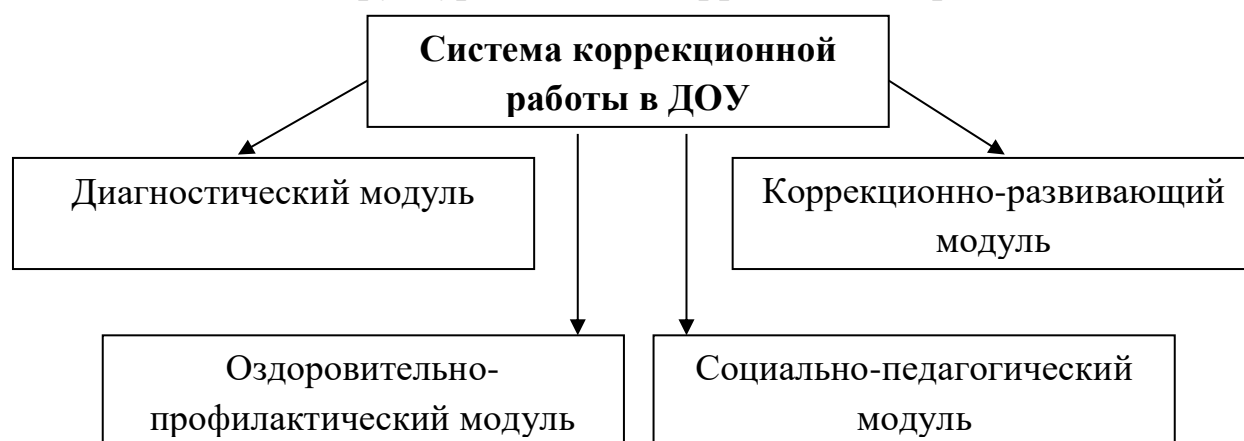 Система коррекционной
работы в ДОУ
Диагностический модуль
Коррекционно-развивающий
модуль
Оздоровительно-
профилактический модуль
Социально-педагогический
модуль